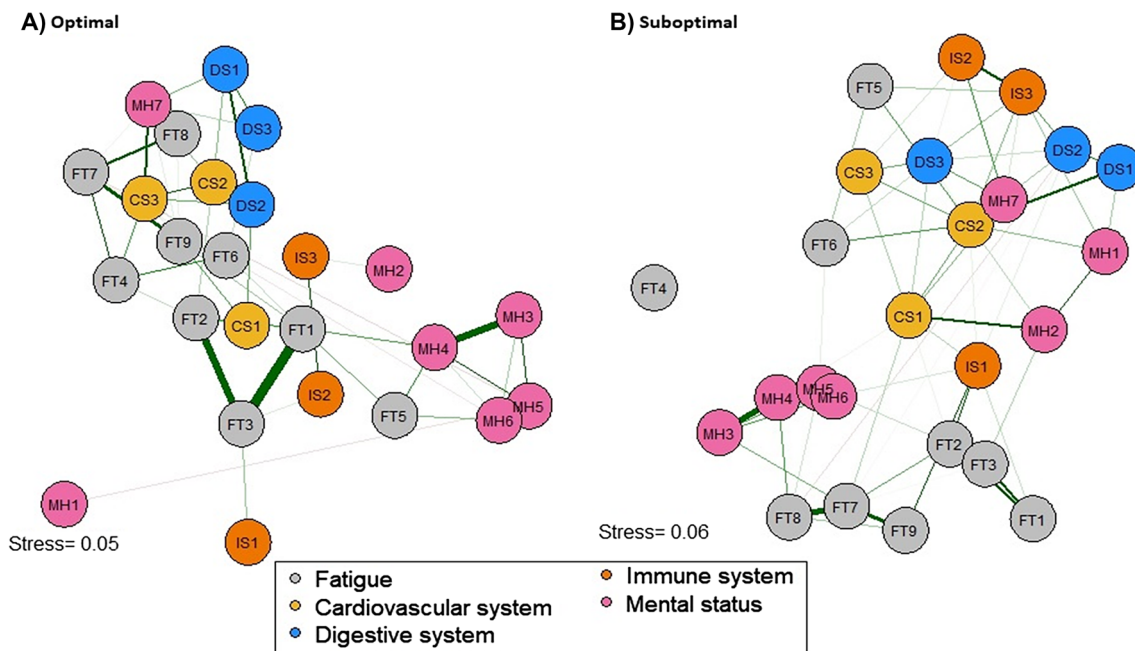 A) Optimal
B) Suboptimal
DS1
MH7
FT8
DS3
FT7
CS2
CS3
DS2
FT9
FT6
IS3
MH2
FT4
FT2
CS1
FT1
MH3
MH4
IS2
FT5
MH5
MH6
FT3
MH1
IS1
Stress= 0.05
IS2
FT5
IS3
DS2
DS3
DS1
CS3
MH7
CS2
FT6
MH1
FT4
CS1
MH2
IS1
MH5
MH4
MH6
MH3
FT2
FT3
FT7
FT8
FT9
FT1
Stress= 0.06
Fatigue
Cardiovascular system
Digestive system
Immune system
Mental status